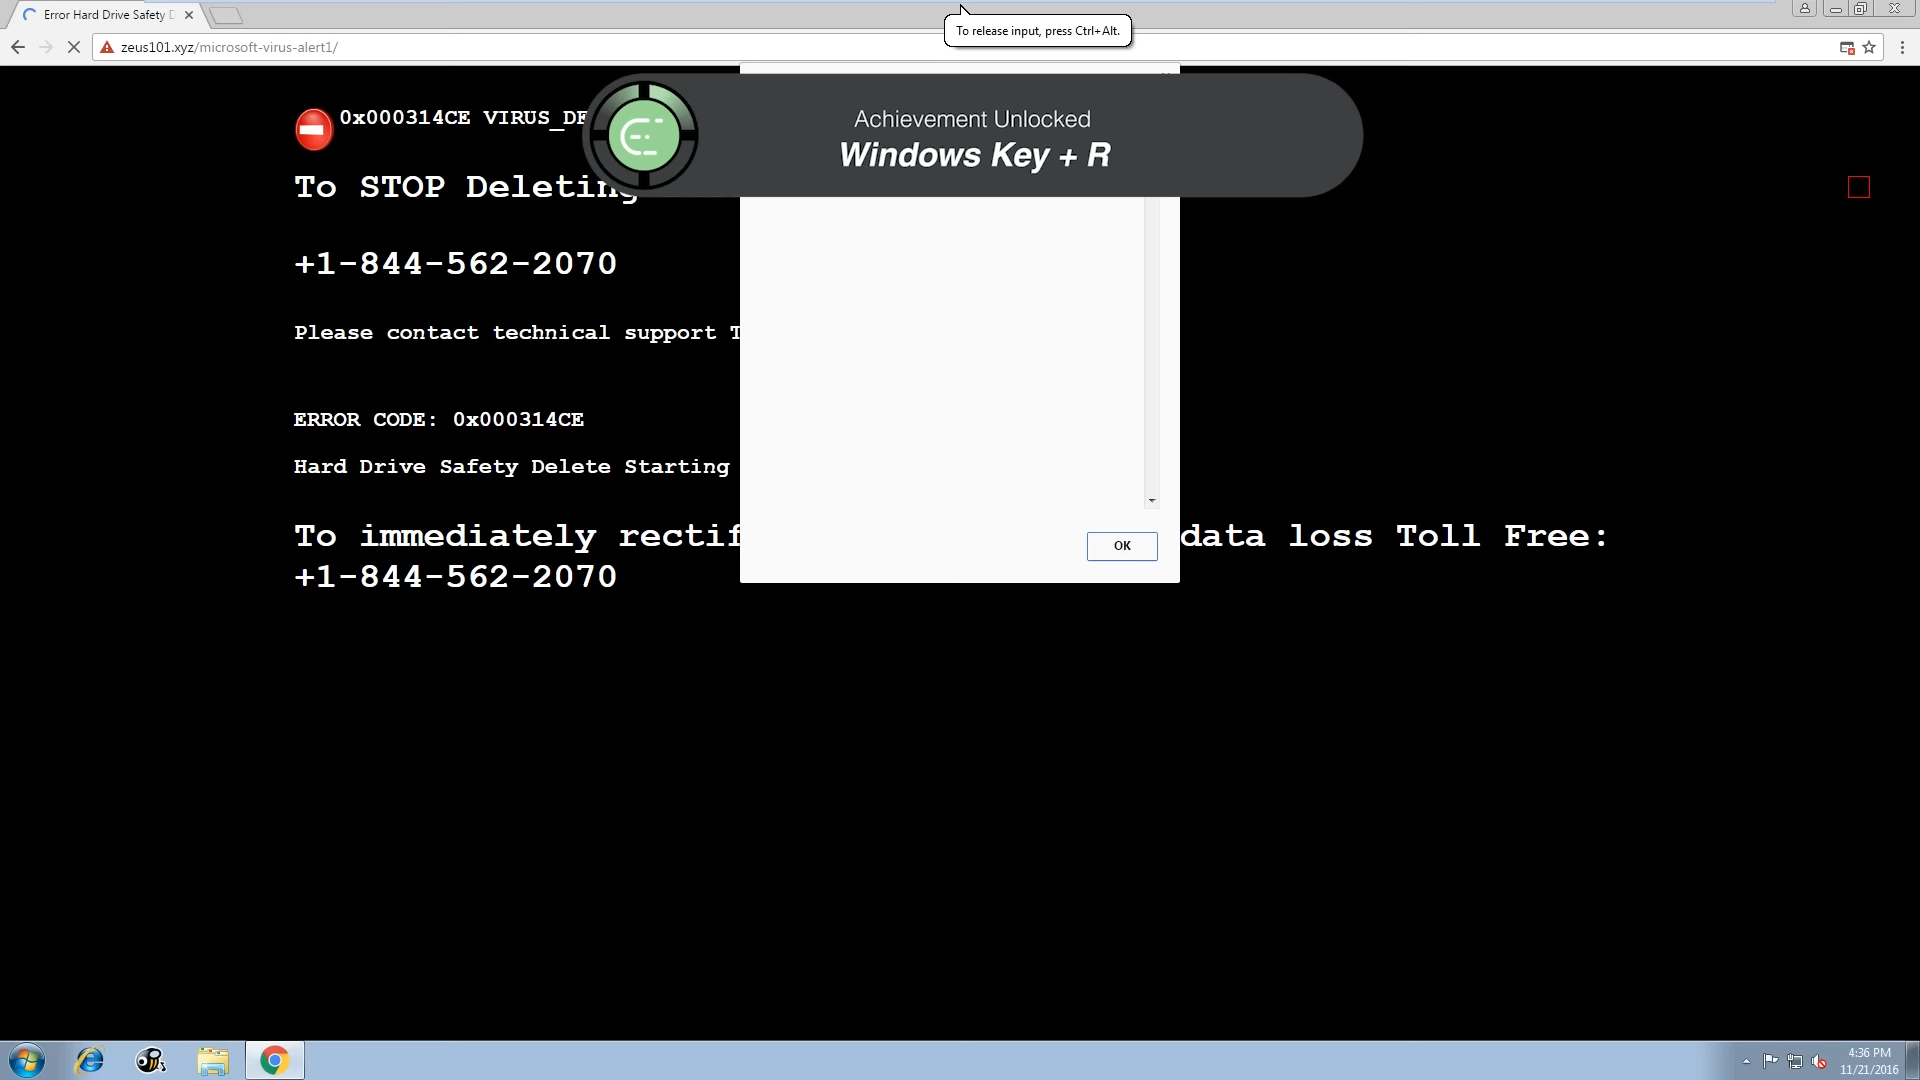 Error Hard Drive Safety
To release input, press Ctrl+Alt.
zeus101.xyz/microsoft-virus-alert1/
0x000314CE VIRUS_DE
Achievement Unlocked
Windows Key + R
To STOP Deleting
+1-844-562-2070
Please contact technical support T
ERROR CODE: 0x000314CE
Hard Drive Safety Delete Starting
OK
To immediately rectif data loss Toll Free:
+1-844-562-2070
4:36 PM
11/21/2016